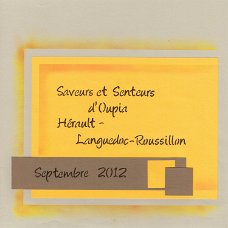 Saveurs et Senteurs
d'Oupia
Hérault -
Languedoc-Roussillon
Septembre 2012